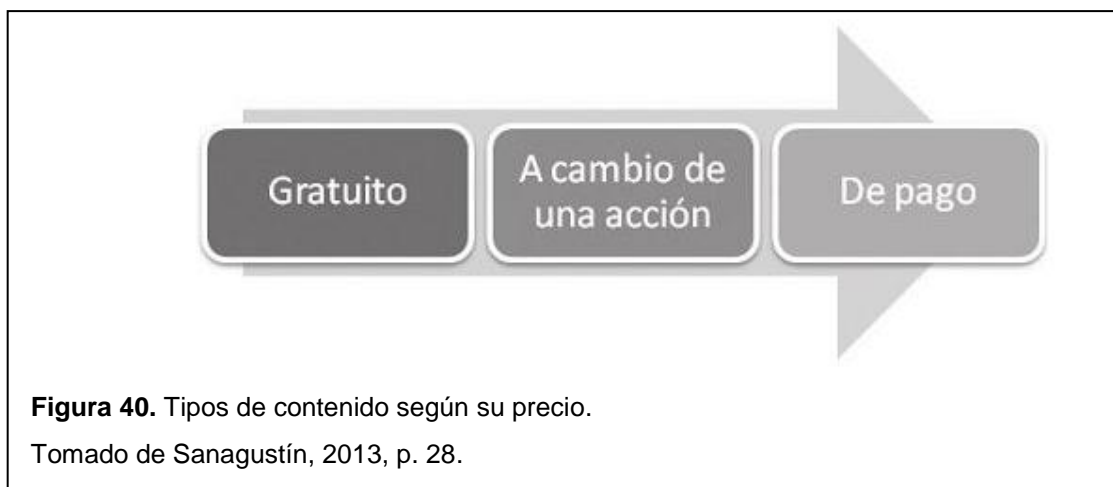 Gratuito
A cambio de
una acción
De pago
Figura 40. Tipos de contenido según su precio.
Tomado de Sanagustín, 2013, p. 28.